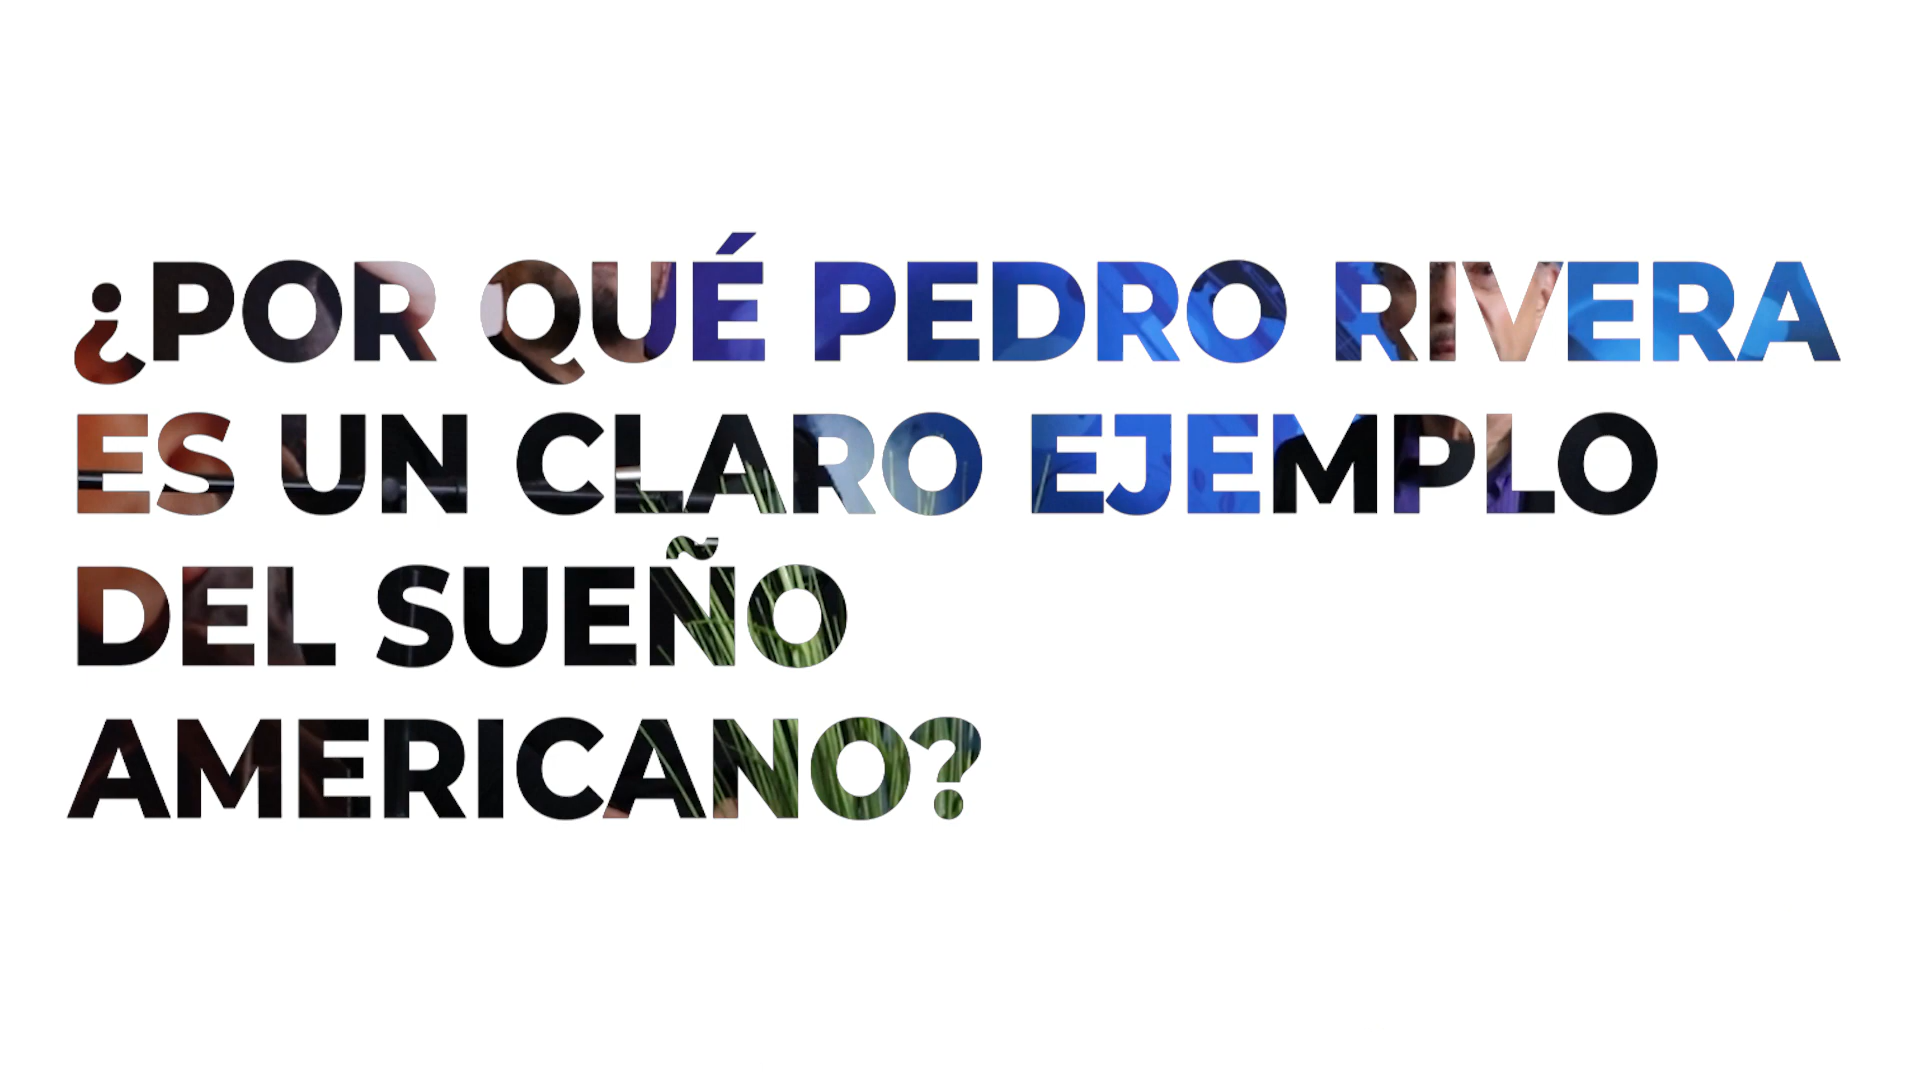 ¿POR QUÉ PEDRO RIVERA
ES UN CLARO EJEMPLO
DEL SUEÑO
AMERICANO?